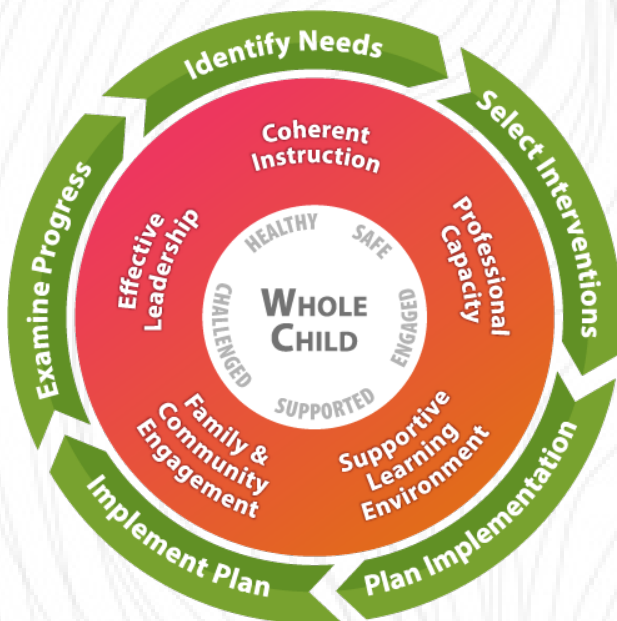 Identify Needs
Select Interventions
Plan Implementation
Implement Plan
Examine Progress
Coherent
Instruction
Professional
Capacity
Supportive
Learning
Environment
Family &
Community
Engagement
Effective
Leadership
HEALTHY
SAFE
ENGAGED
SUPPORTED
CHALLENGED
WHOLE
CHILD